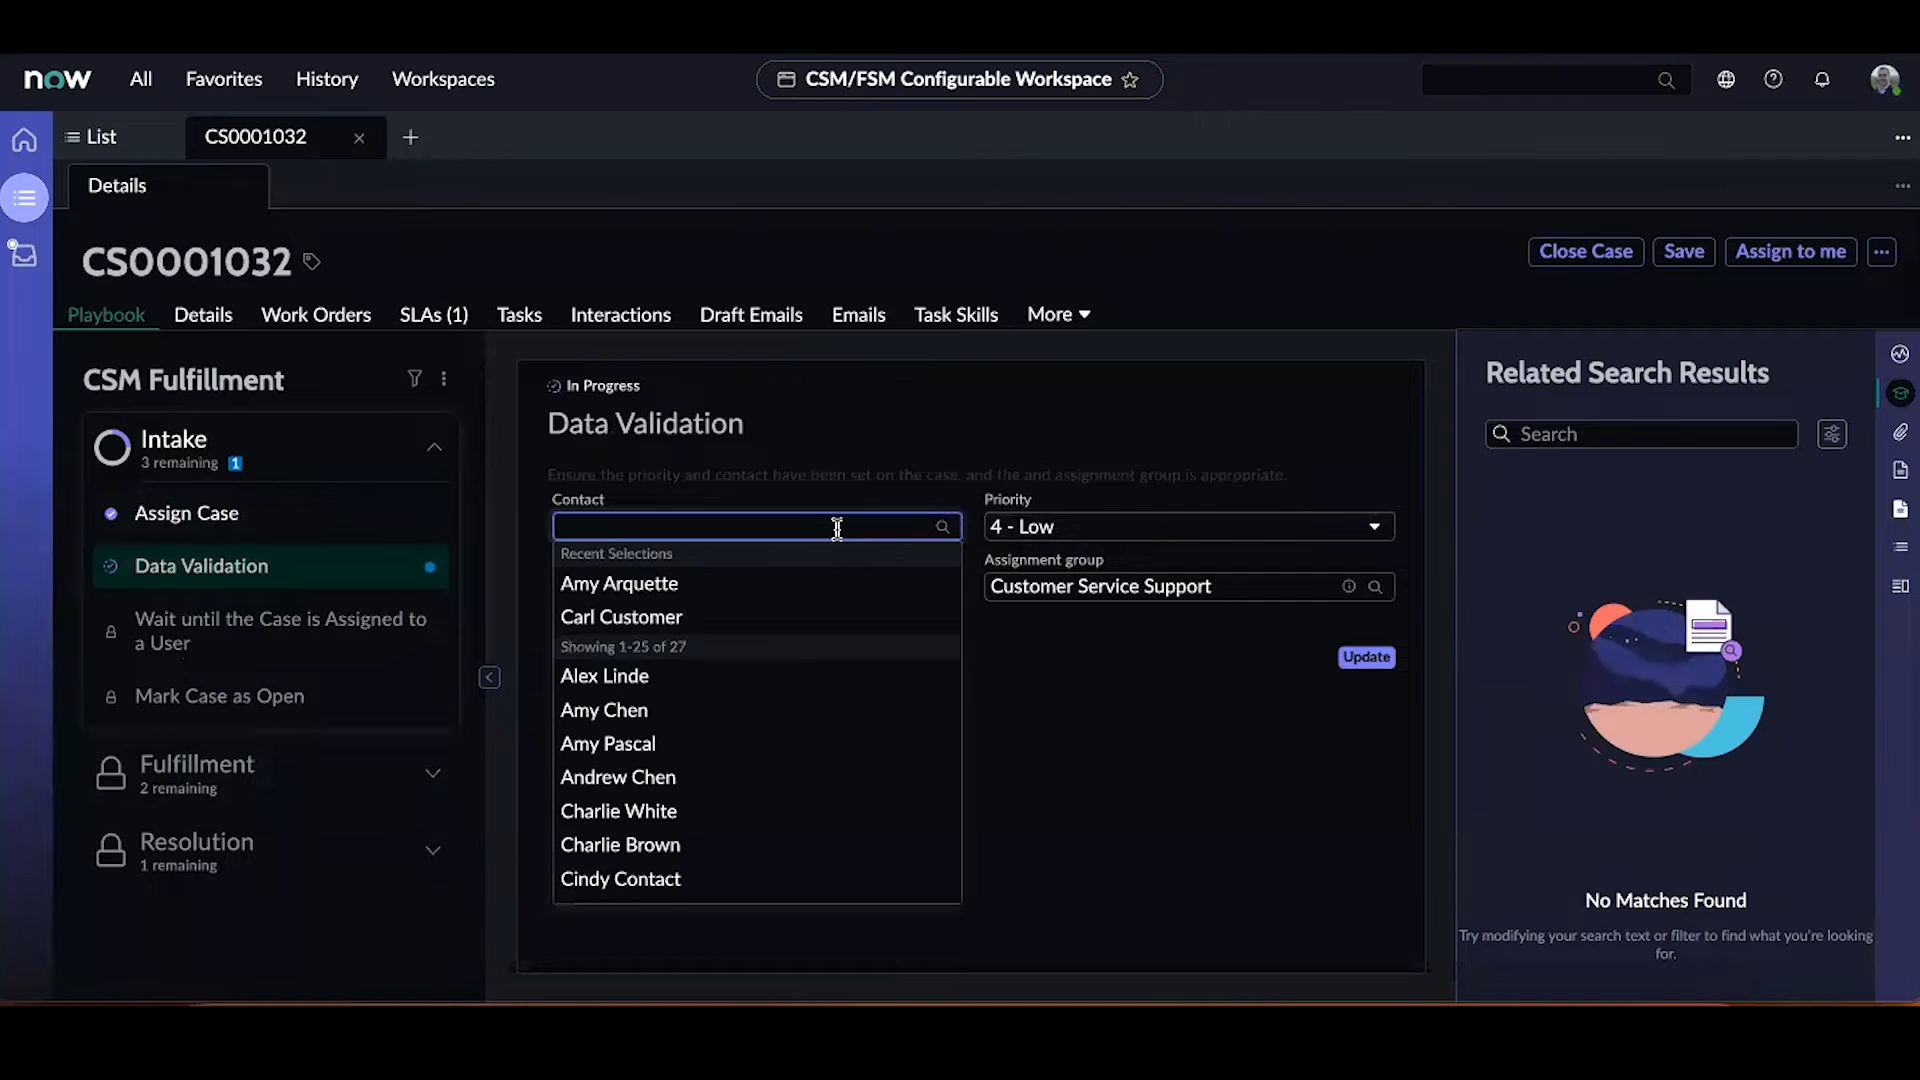 now All Favorites History Workspaces CSM/FSM Configurable Workspace
List CS0001032
Details
CS0001032
Close Case Save Assign to me
Playbook Details Work Orders SLAs (1) Tasks Interactions Draft Emails Emails Task Skills More
CSM Fulfillment
Intake
3 remaining 1
Assign Case
Data Validation
Wait until the Case is Assigned to
a User
Mark Case as Open
Fulfillment
2 remaining
Resolution
1 remaining
In Progress
Data Validation
Ensure the priority and contact have been set on the case, and the and assignment group is appropriate.
Contact
Recent Selections
Amy Arquette
Carl Customer
Showing 1-25 of 27
Alex Linde
Amy Chen
Amy Pascal
Andrew Chen
Charlie White
Charlie Brown
Cindy Contact
Priority
4 - Low
Assignment group
Customer Service Support
Update
Related Search Results
Search
No Matches Found
Try modifying your search text or filter to find what you're looking
for.